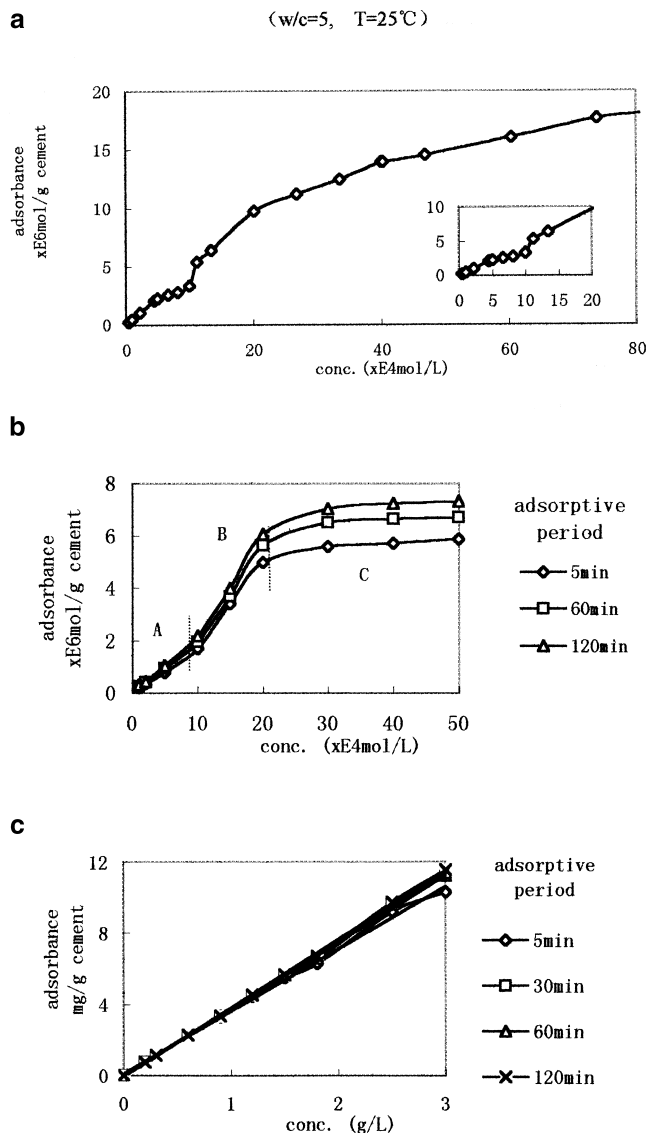 a
(w/c=5, T=25℃)
adsorbance
xE6mol/g cement
20
15
10
5
0
0 20 40 60 80
conc. (xE4mol/L)
10
5
0
0 5 10 15 20
b
adsorbance
xE6mol/g cement
8
6
4
2
0
A
B
C
0 10 20 30 40 50
conc. (xE4mol/L)
adsorptive
period
5min
60min
120min
c
adsorbance
mg/g cement
12
8
4
0
0 1 2 3
conc. (g/L)
adsorptive
period
5min
30min
60min
120min